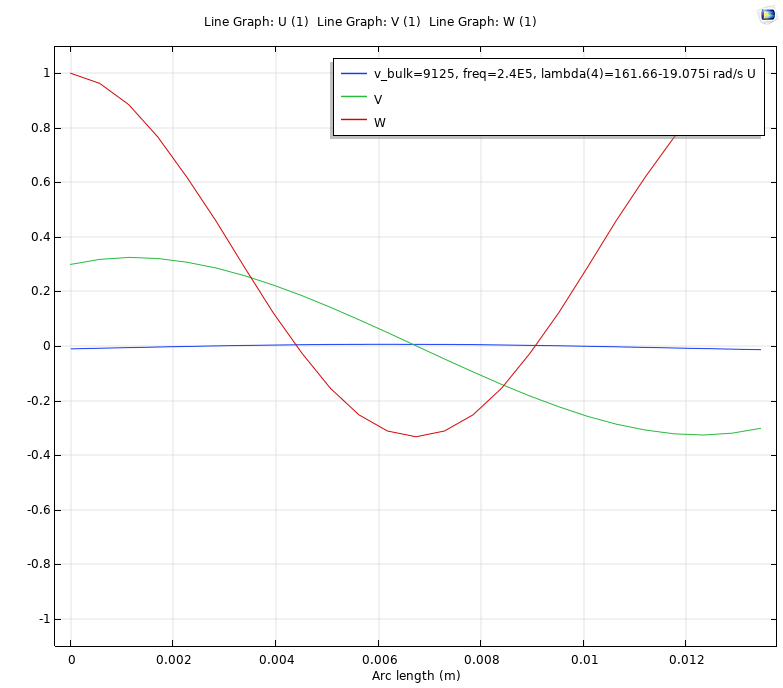 Line Graph: U (1)  Line Graph: V (1)  Line Graph: W (1)
v_bulk=9125, freq=2.4E5, lambda(4)=161.66-19.075i rad/s U
V
W
1
0.8
0.6
0.4
0.2
0
-0.2
-0.4
-0.6
-0.8
-1
0 0.002 0.004 0.006 0.008 0.01 0.012
Arc length (m)